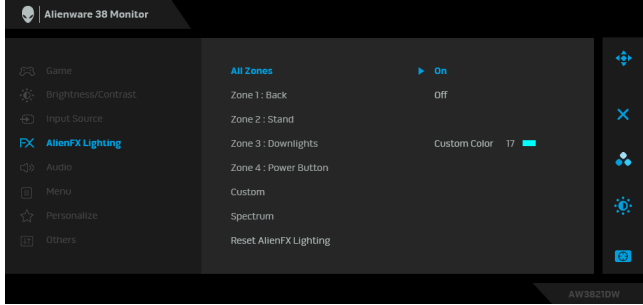 Alienware 38 Monitor
Game
Brightness/Contrast
Input Source
FX AlienFX Lighting
Audio
Menu
Personalize
Others
All Zones On
Zone 1 : Back Off
Zone 2 : Stand
Zone 3 : Downlights Custom Color 17
Zone 4 : Power Button
Custom
Spectrum
Reset AlienFX Lighting
AW3821DW